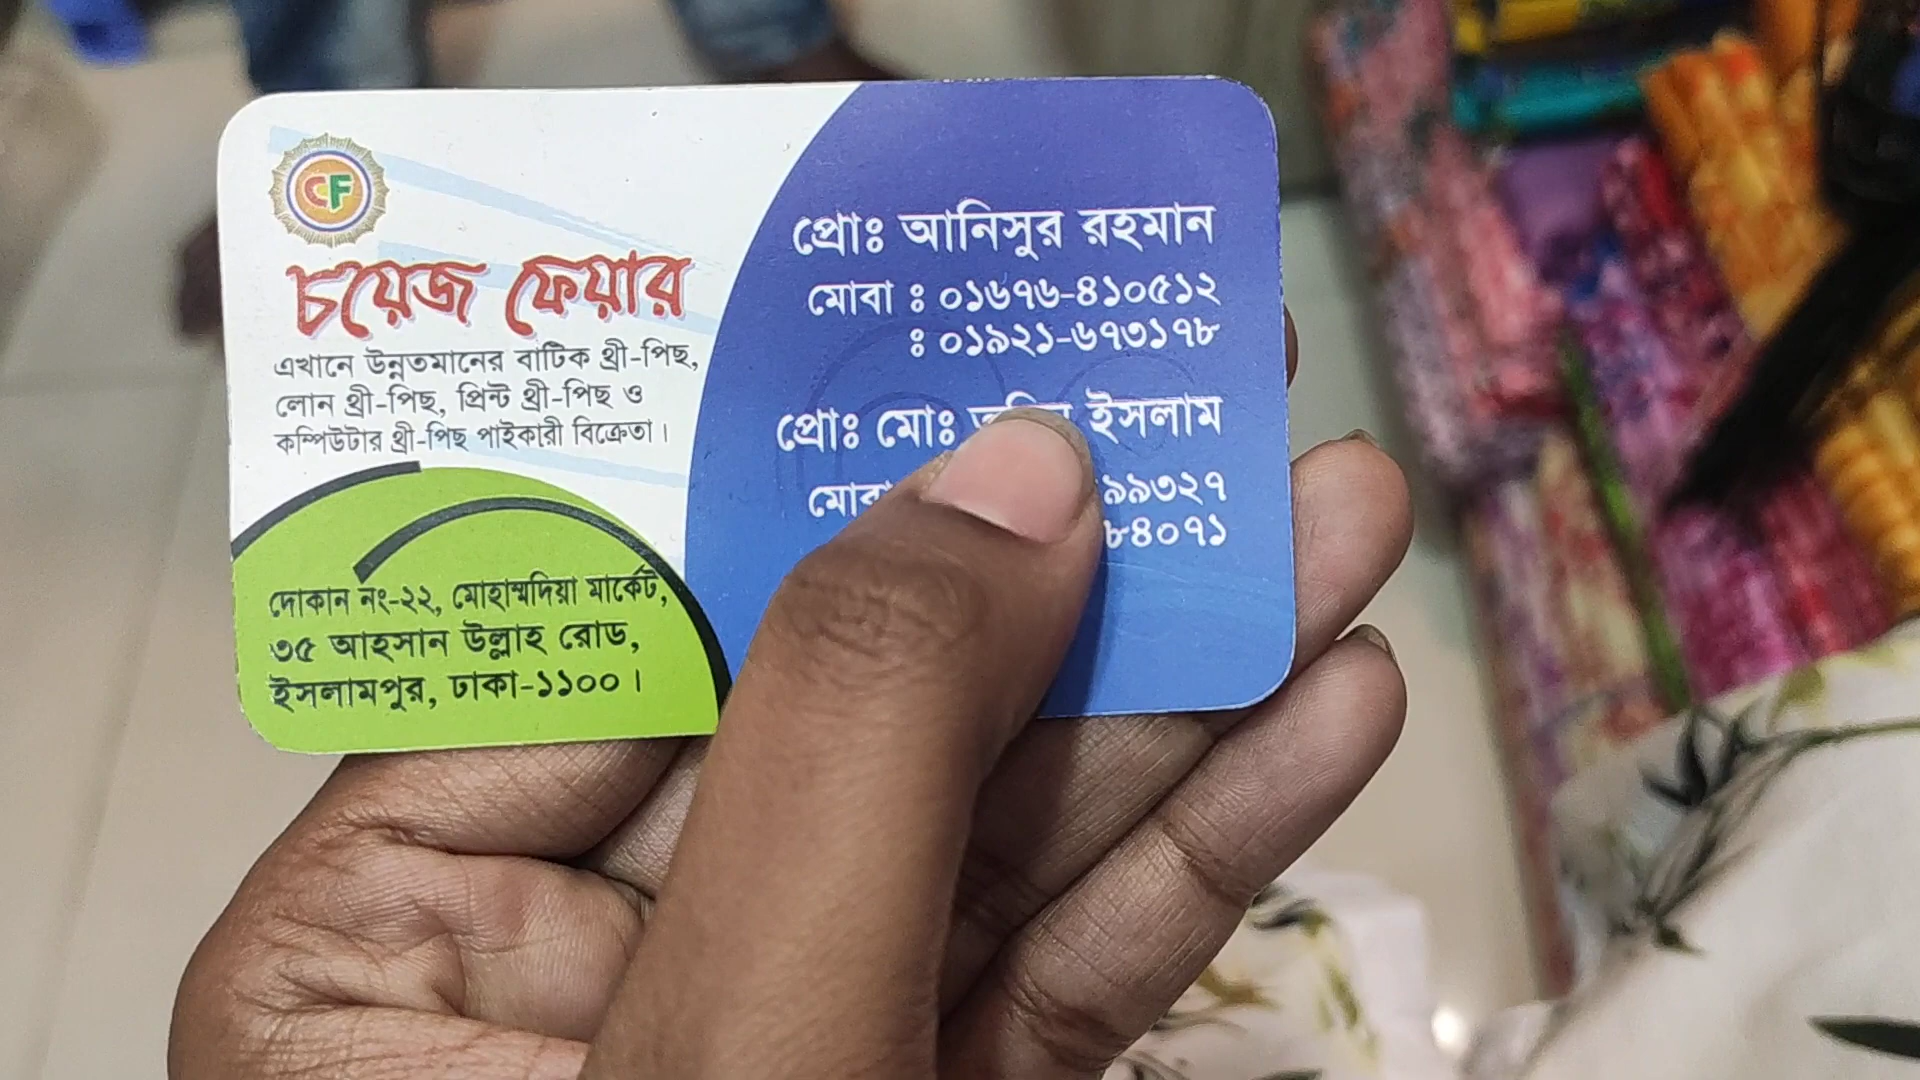 CF
চয়েজ ফেয়ার
এখানে উন্নতমানের বাটিক থ্রী-পিছ,
লোন থ্রী-পিছ, প্রিন্ট থ্রী-পিছ ও
কম্পিউটার থ্রী-পিছ পাইকারী বিক্রেতা।
দোকান নং-২২, মোহাম্মদিয়া মার্কেট,
৩৫ আহসান উল্লাহ রোড,
ইসলামপুর, ঢাকা-১১০০।
প্রোঃ আনিসুর রহমান
মোবা ঃ ০১৬৭৬-৪১০৫১২
ঃ ০১৯২১-৬৭৩১৭৮
প্রোঃ মোঃ ইসলাম
মোবা ৯৯৩২৭
৮৪০৭১